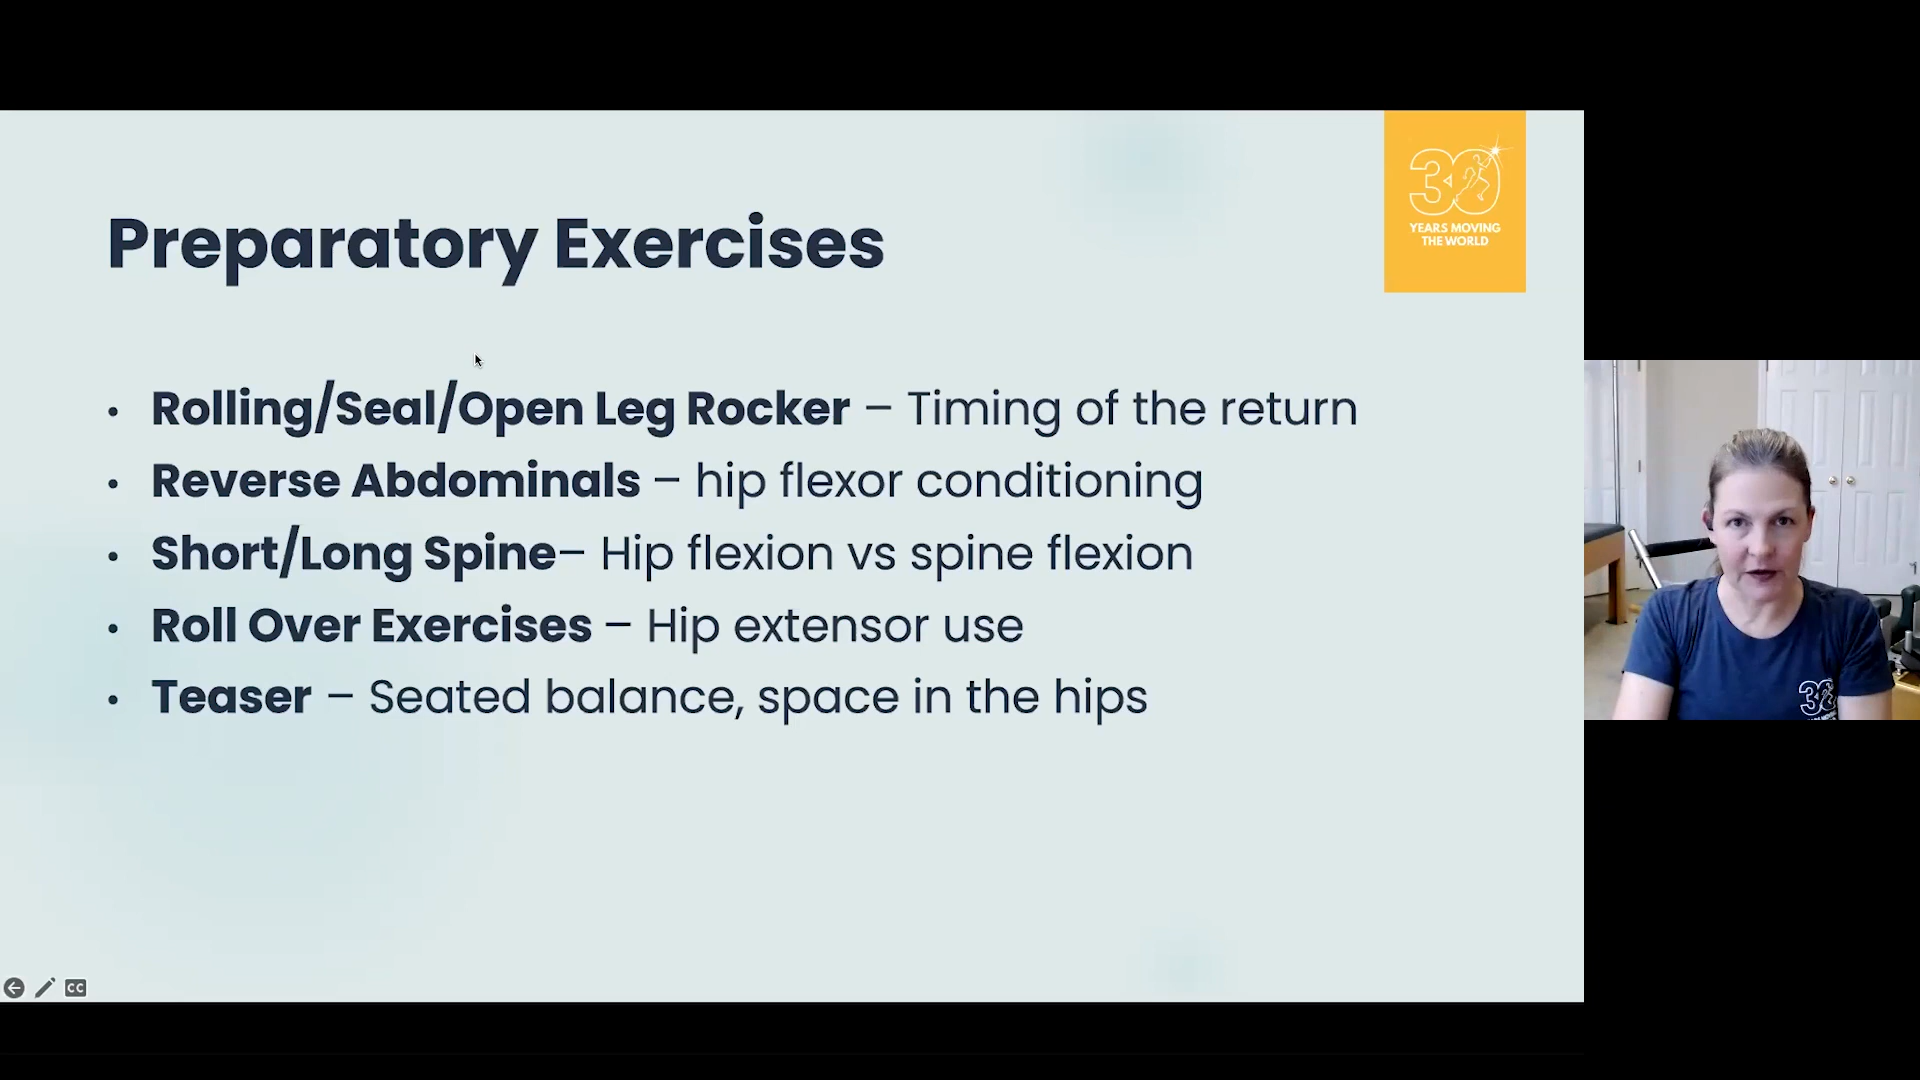 30
YEARS MOVING
THE WORLD
Preparatory Exercises
• Rolling/Seal/Open Leg Rocker – Timing of the return
• Reverse Abdominals – hip flexor conditioning
• Short/Long Spine– Hip flexion vs spine flexion
• Roll Over Exercises – Hip extensor use
• Teaser – Seated balance, space in the hips
30
CC